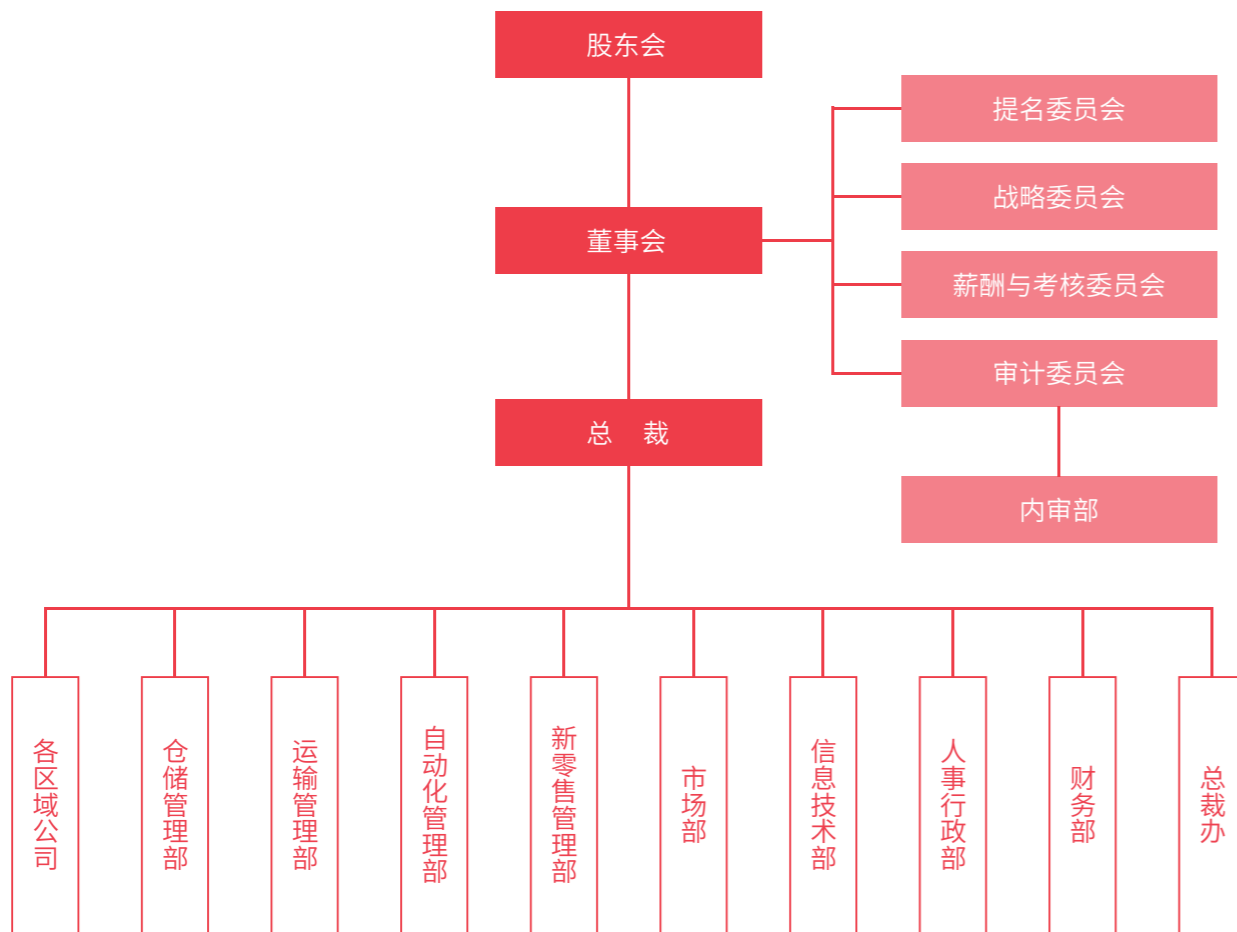 股东会
提名委员会
战略委员会
董事会
薪酬与考核委员会
审计委员会
总 裁
内审部
各区域公司
仓储管理部
运输管理部
自动化管理部
新零售管理部
市场部
信息技术部
人事行政部
财务部
总裁办